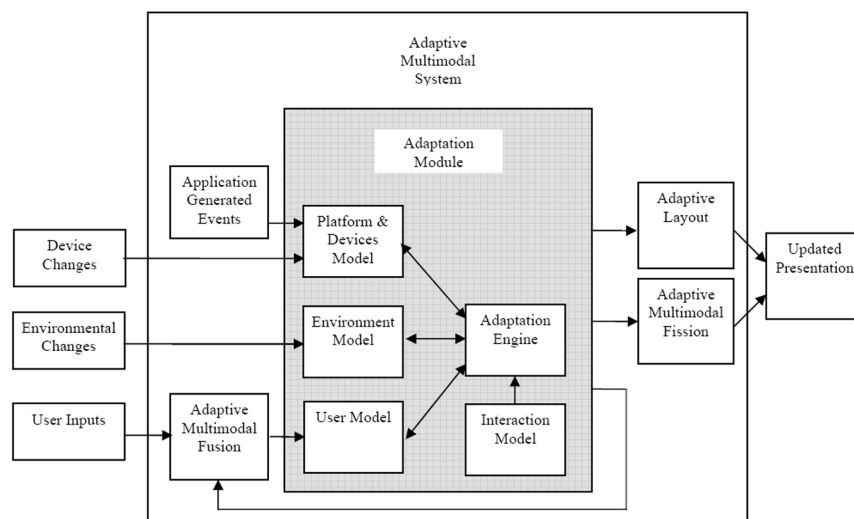 Adaptive
Multimodal
System
Adaptation
Module
Application
Generated
Events
Platform &
Devices Model
Adaptive
Layout
Device
Changes
Updated
Presentation
Environmental
Changes
Environment
Model
Adaptation
Engine
Adaptive
Multimodal
Fission
User Inputs
Adaptive
Multimodal
Fusion
User Model
Interaction
Model